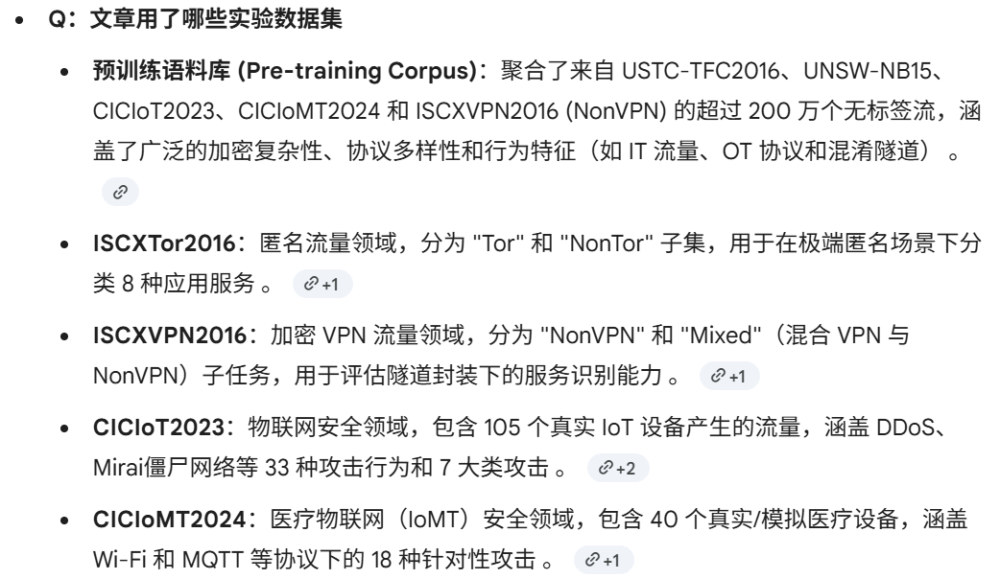 Q：文章用了哪些实验数据集
预训练语料库 (Pre-training Corpus)：聚合了来自 USTC-TFC2016、UNSW-NB15、
CICIoT2023、CICIoMT2024 和 ISCXVPN2016 (NonVPN) 的超过 200 万个无标签流，涵
盖了广泛的加密复杂性、协议多样性和行为特征（如 IT 流量、OT 协议和混淆隧道） 。
ISCXTor2016：匿名流量领域，分为 "Tor" 和 "NonTor" 子集，用于在极端匿名场景下分
类 8 种应用服务 。 +1
ISCXVPN2016：加密 VPN 流量领域，分为 "NonVPN" 和 "Mixed"（混合 VPN 与
NonVPN）子任务，用于评估隧道封装下的服务识别能力 。 +1
CICIoT2023：物联网安全领域，包含 105 个真实 IoT 设备产生的流量，涵盖 DDoS、
Mirai僵尸网络等 33 种攻击行为和 7 大类攻击 。 +2
CICIoMT2024：医疗物联网（IoMT）安全领域，包含 40 个真实/模拟医疗设备，涵盖
Wi-Fi 和 MQTT 等协议下的 18 种针对性攻击 。 +1